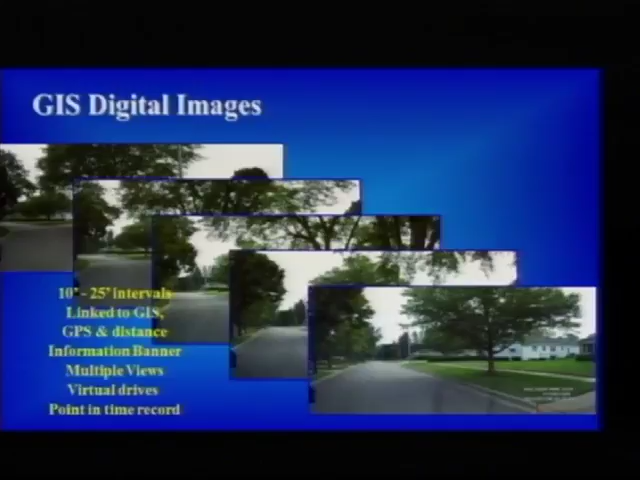 GIS Digital Images
10' - 25' intervals
Linked to GIS,
GPS & distance
Information Banner
Multiple Views
Virtual drives
Point in time record